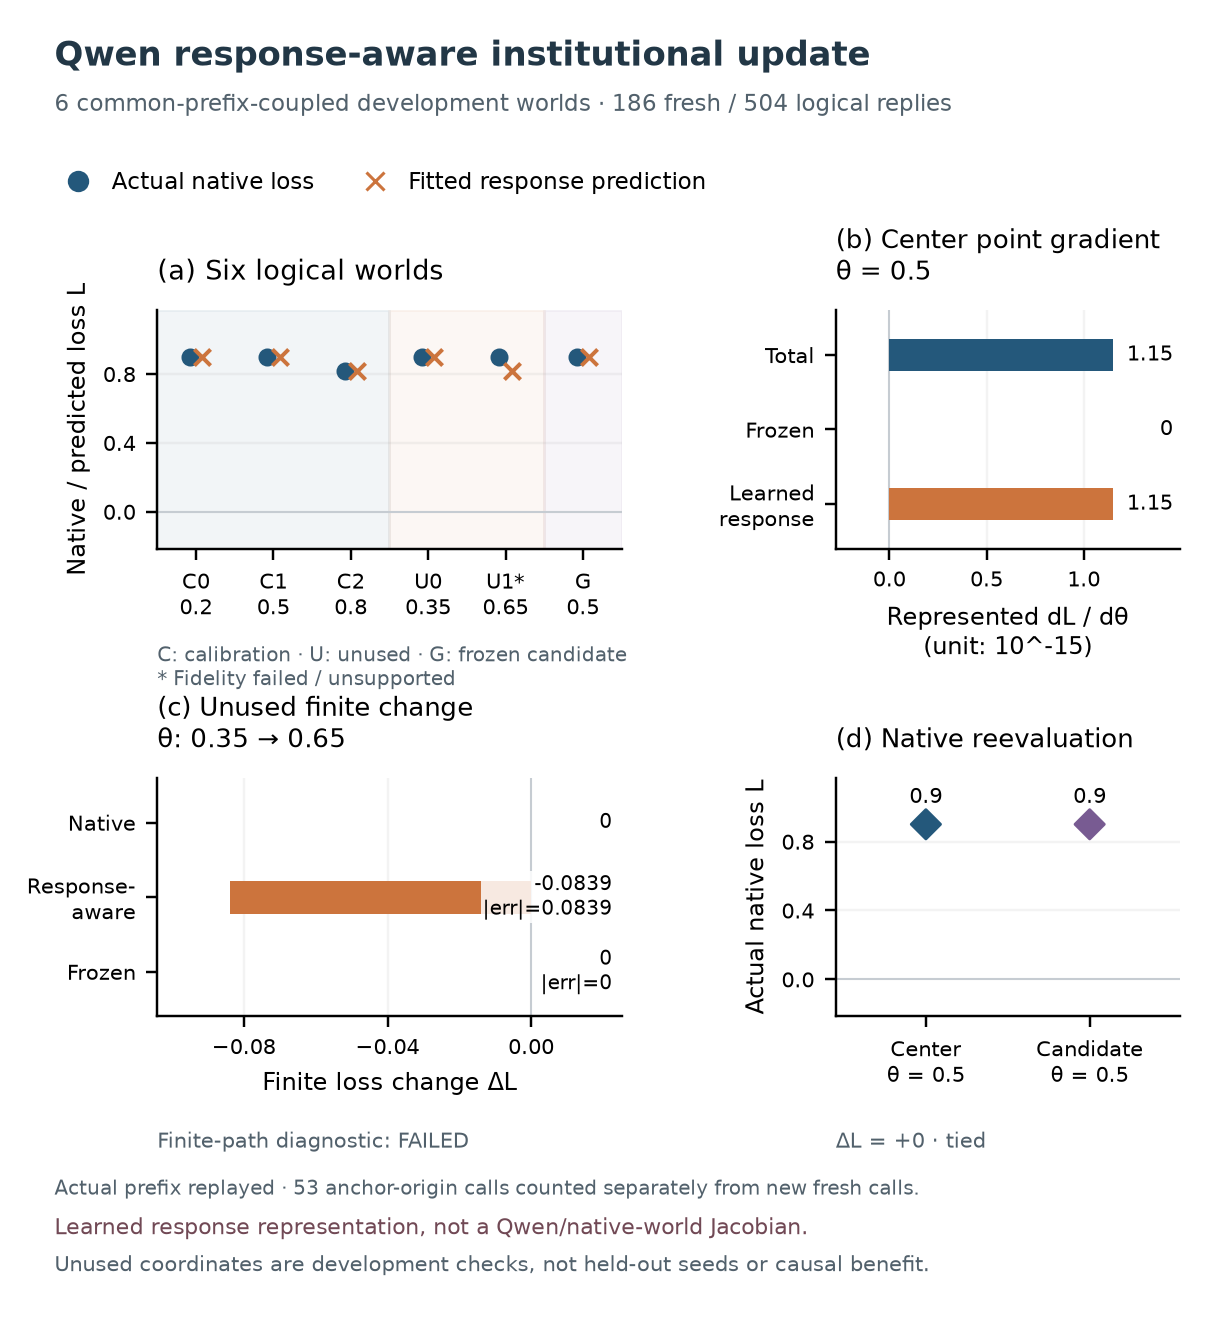 Qwen response-aware institutional update
6 common-prefix-coupled development worlds · 186 fresh / 504 logical replies
Actual native loss
Fitted response prediction
(a) Six logical worlds
Native / predicted loss L
0.8
0.4
0.0
C0
0.2
C1
0.5
C2
0.8
U0
0.35
U1*
0.65
G
0.5
C: calibration · U: unused · G: frozen candidate
* Fidelity failed / unsupported
(b) Center point gradient
θ = 0.5
Total
1.15
Frozen
0
Learned
response
1.15
0.0
0.5
1.0
Represented dL / dθ
(unit: 10^-15)
(c) Unused finite change
θ: 0.35 → 0.65
Native
0
Response-
aware
-0.0839
|err|=0.0839
Frozen
0
|err|=0
−0.08
−0.04
0.00
Finite loss change ΔL
Finite-path diagnostic: FAILED
(d) Native reevaluation
Actual native loss L
0.8
0.4
0.0
0.9
0.9
Center
θ = 0.5
Candidate
θ = 0.5
ΔL = +0 · tied
Actual prefix replayed · 53 anchor-origin calls counted separately from new fresh calls.
Learned response representation, not a Qwen/native-world Jacobian.
Unused coordinates are development checks, not held-out seeds or causal benefit.